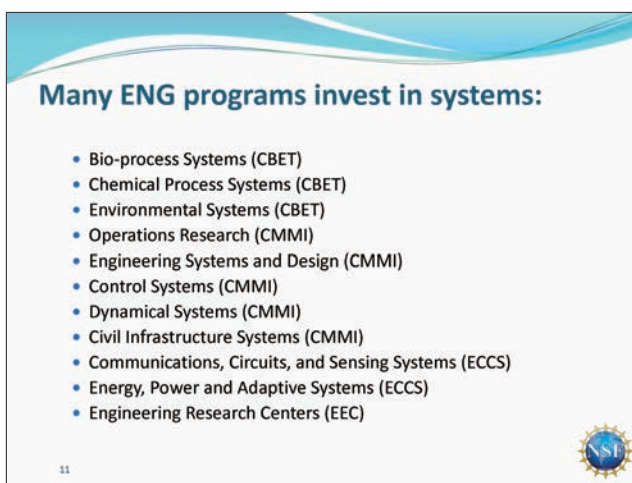 Many ENG programs invest in systems:
• Bio-process Systems (CBET)
• Chemical Process Systems (CBET)
• Environmental Systems (CBET)
• Operations Research (CMMI)
• Engineering Systems and Design (CMMI)
• Control Systems (CMMI)
• Dynamical Systems (CMMI)
• Civil Infrastructure Systems (CMMI)
• Communications, Circuits, and Sensing Systems (ECCS)
• Energy, Power and Adaptive Systems (ECCS)
• Engineering Research Centers (EEC)
11
NSF